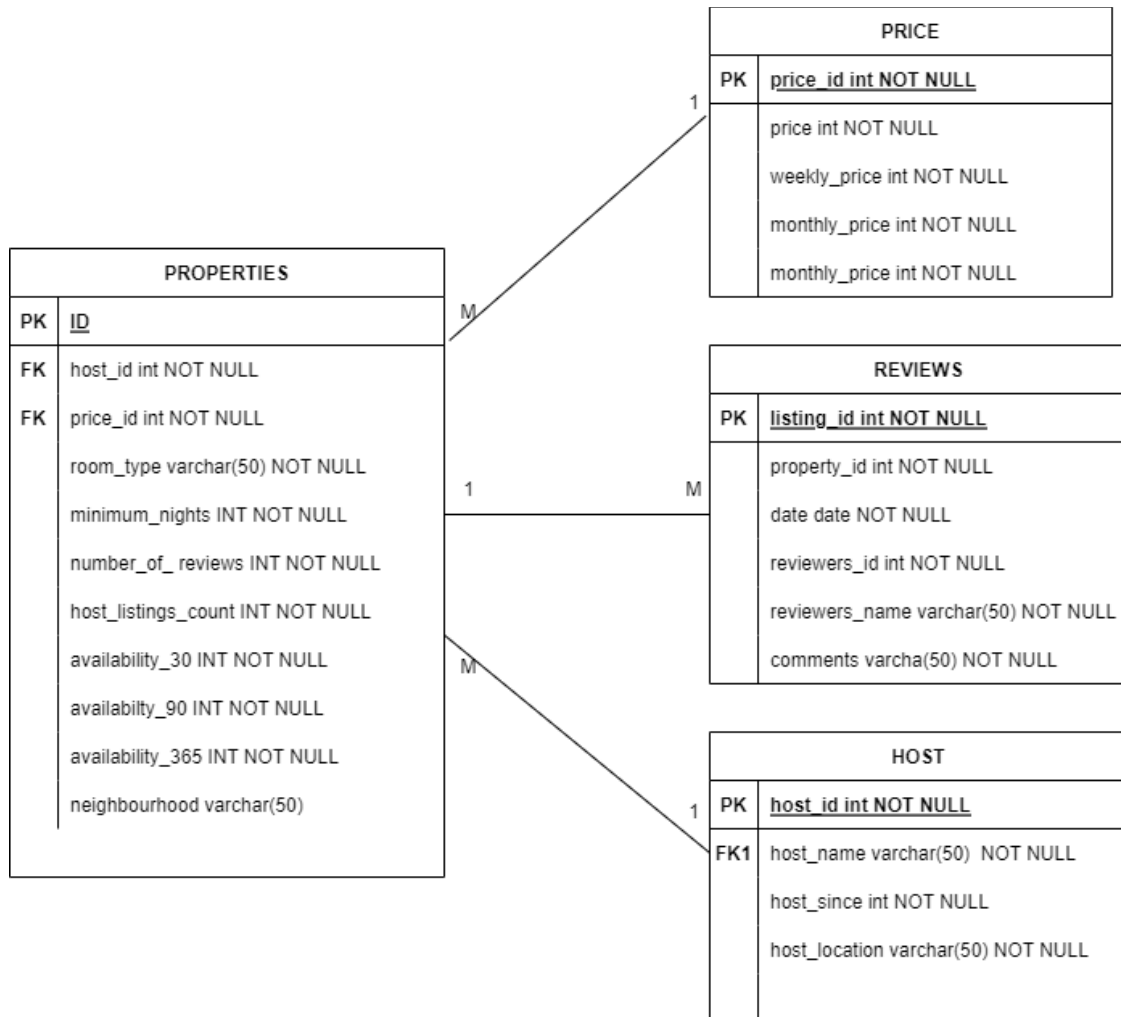 PRICE
PK price_id int NOT NULL
price int NOT NULL
weekly_price int NOT NULL
monthly_price int NOT NULL
monthly_price int NOT NULL
1
M
PROPERTIES
PK ID
FK host_id int NOT NULL
FK price_id int NOT NULL
room_type varchar(50) NOT NULL
minimum_nights INT NOT NULL
number_of_ reviews INT NOT NULL
host_listings_count INT NOT NULL
availability_30 INT NOT NULL
availabilty_90 INT NOT NULL
availability_365 INT NOT NULL
neighbourhood varchar(50)
1
M
REVIEWS
PK listing_id int NOT NULL
property_id int NOT NULL
date date NOT NULL
reviewers_id int NOT NULL
reviewers_name varchar(50) NOT NULL
comments varcha(50) NOT NULL
M
1
HOST
PK host_id int NOT NULL
FK1 host_name varchar(50) NOT NULL
host_since int NOT NULL
host_location varchar(50) NOT NULL